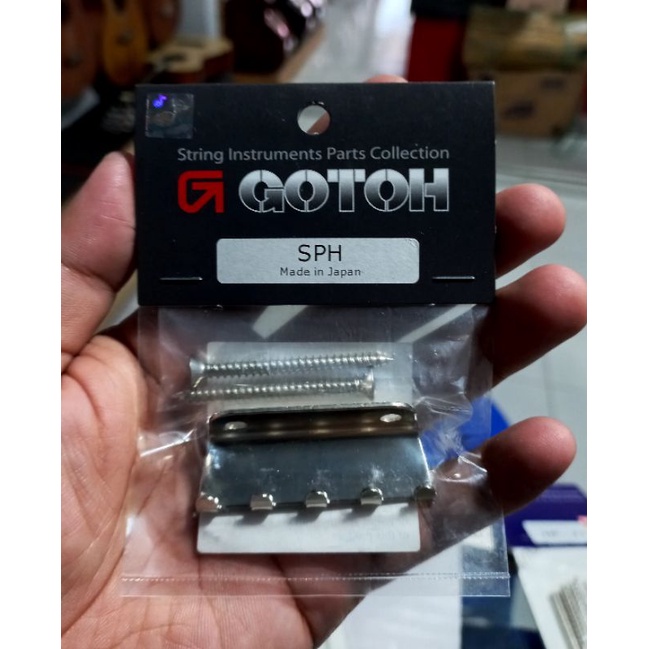 String Instruments Parts Collection
GOTOH
SPH
Made in Japan